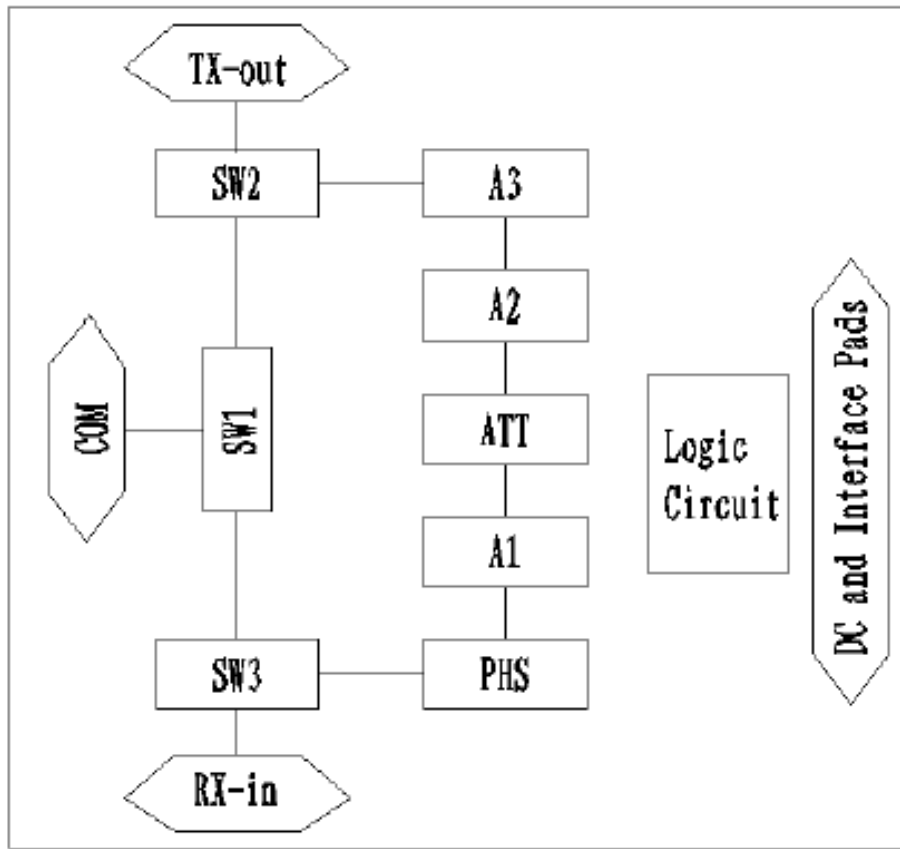 TX-out
SW2
A3
A2
COM
SW1
ATT
Logic
Circuit
DC and Interface Pads
A1
SW3
PHS
RX-in